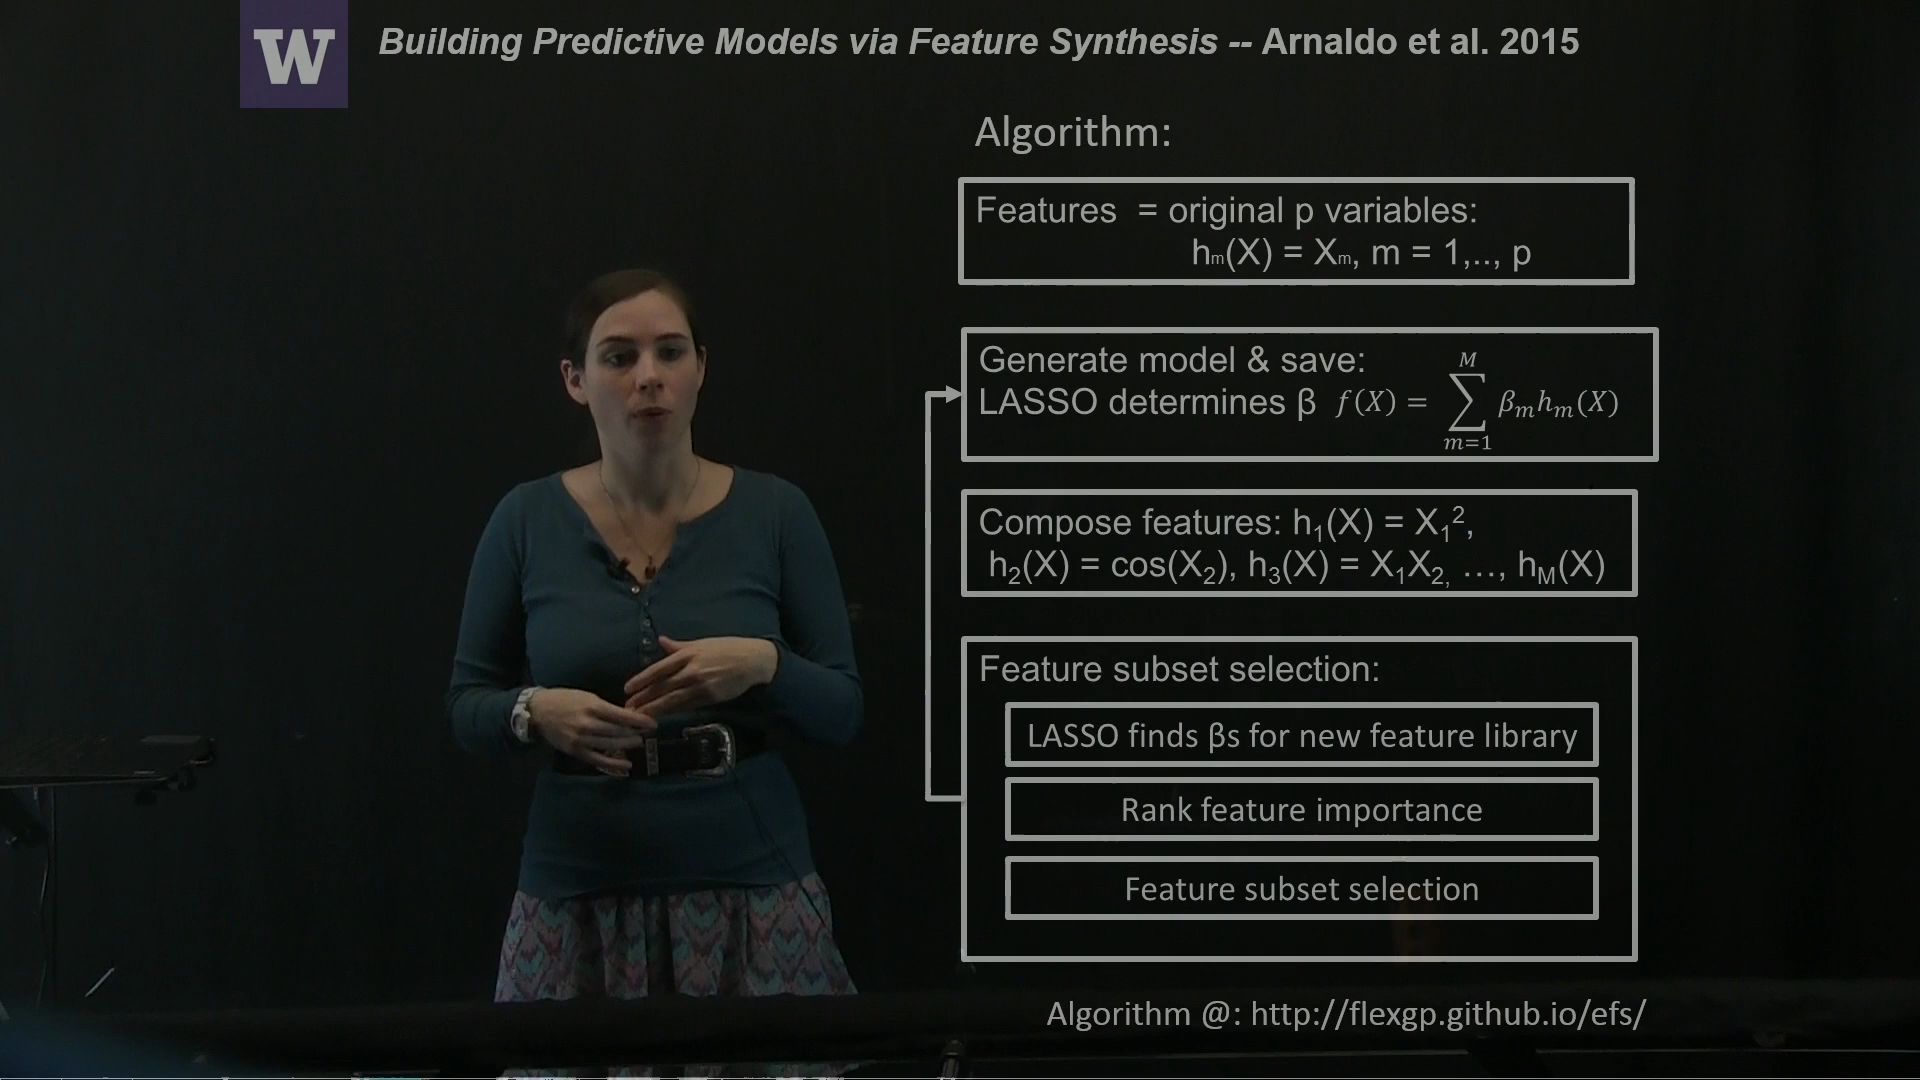 W
Building Predictive Models via Feature Synthesis -- Arnaldo et al. 2015
Algorithm:
Features = original p variables:
hₘ(X) = Xₘ, m = 1,.., p
Generate model & save:
LASSO determines β f(X) = ∑_{m=1}^{M} βₘhₘ(X)
Compose features: h₁(X) = X₁²,
h₂(X) = cos(X₂), h₃(X) = X₁X₂, …, h_M(X)
Feature subset selection:
LASSO finds βs for new feature library
Rank feature importance
Feature subset selection
Algorithm @: http://flexgp.github.io/efs/